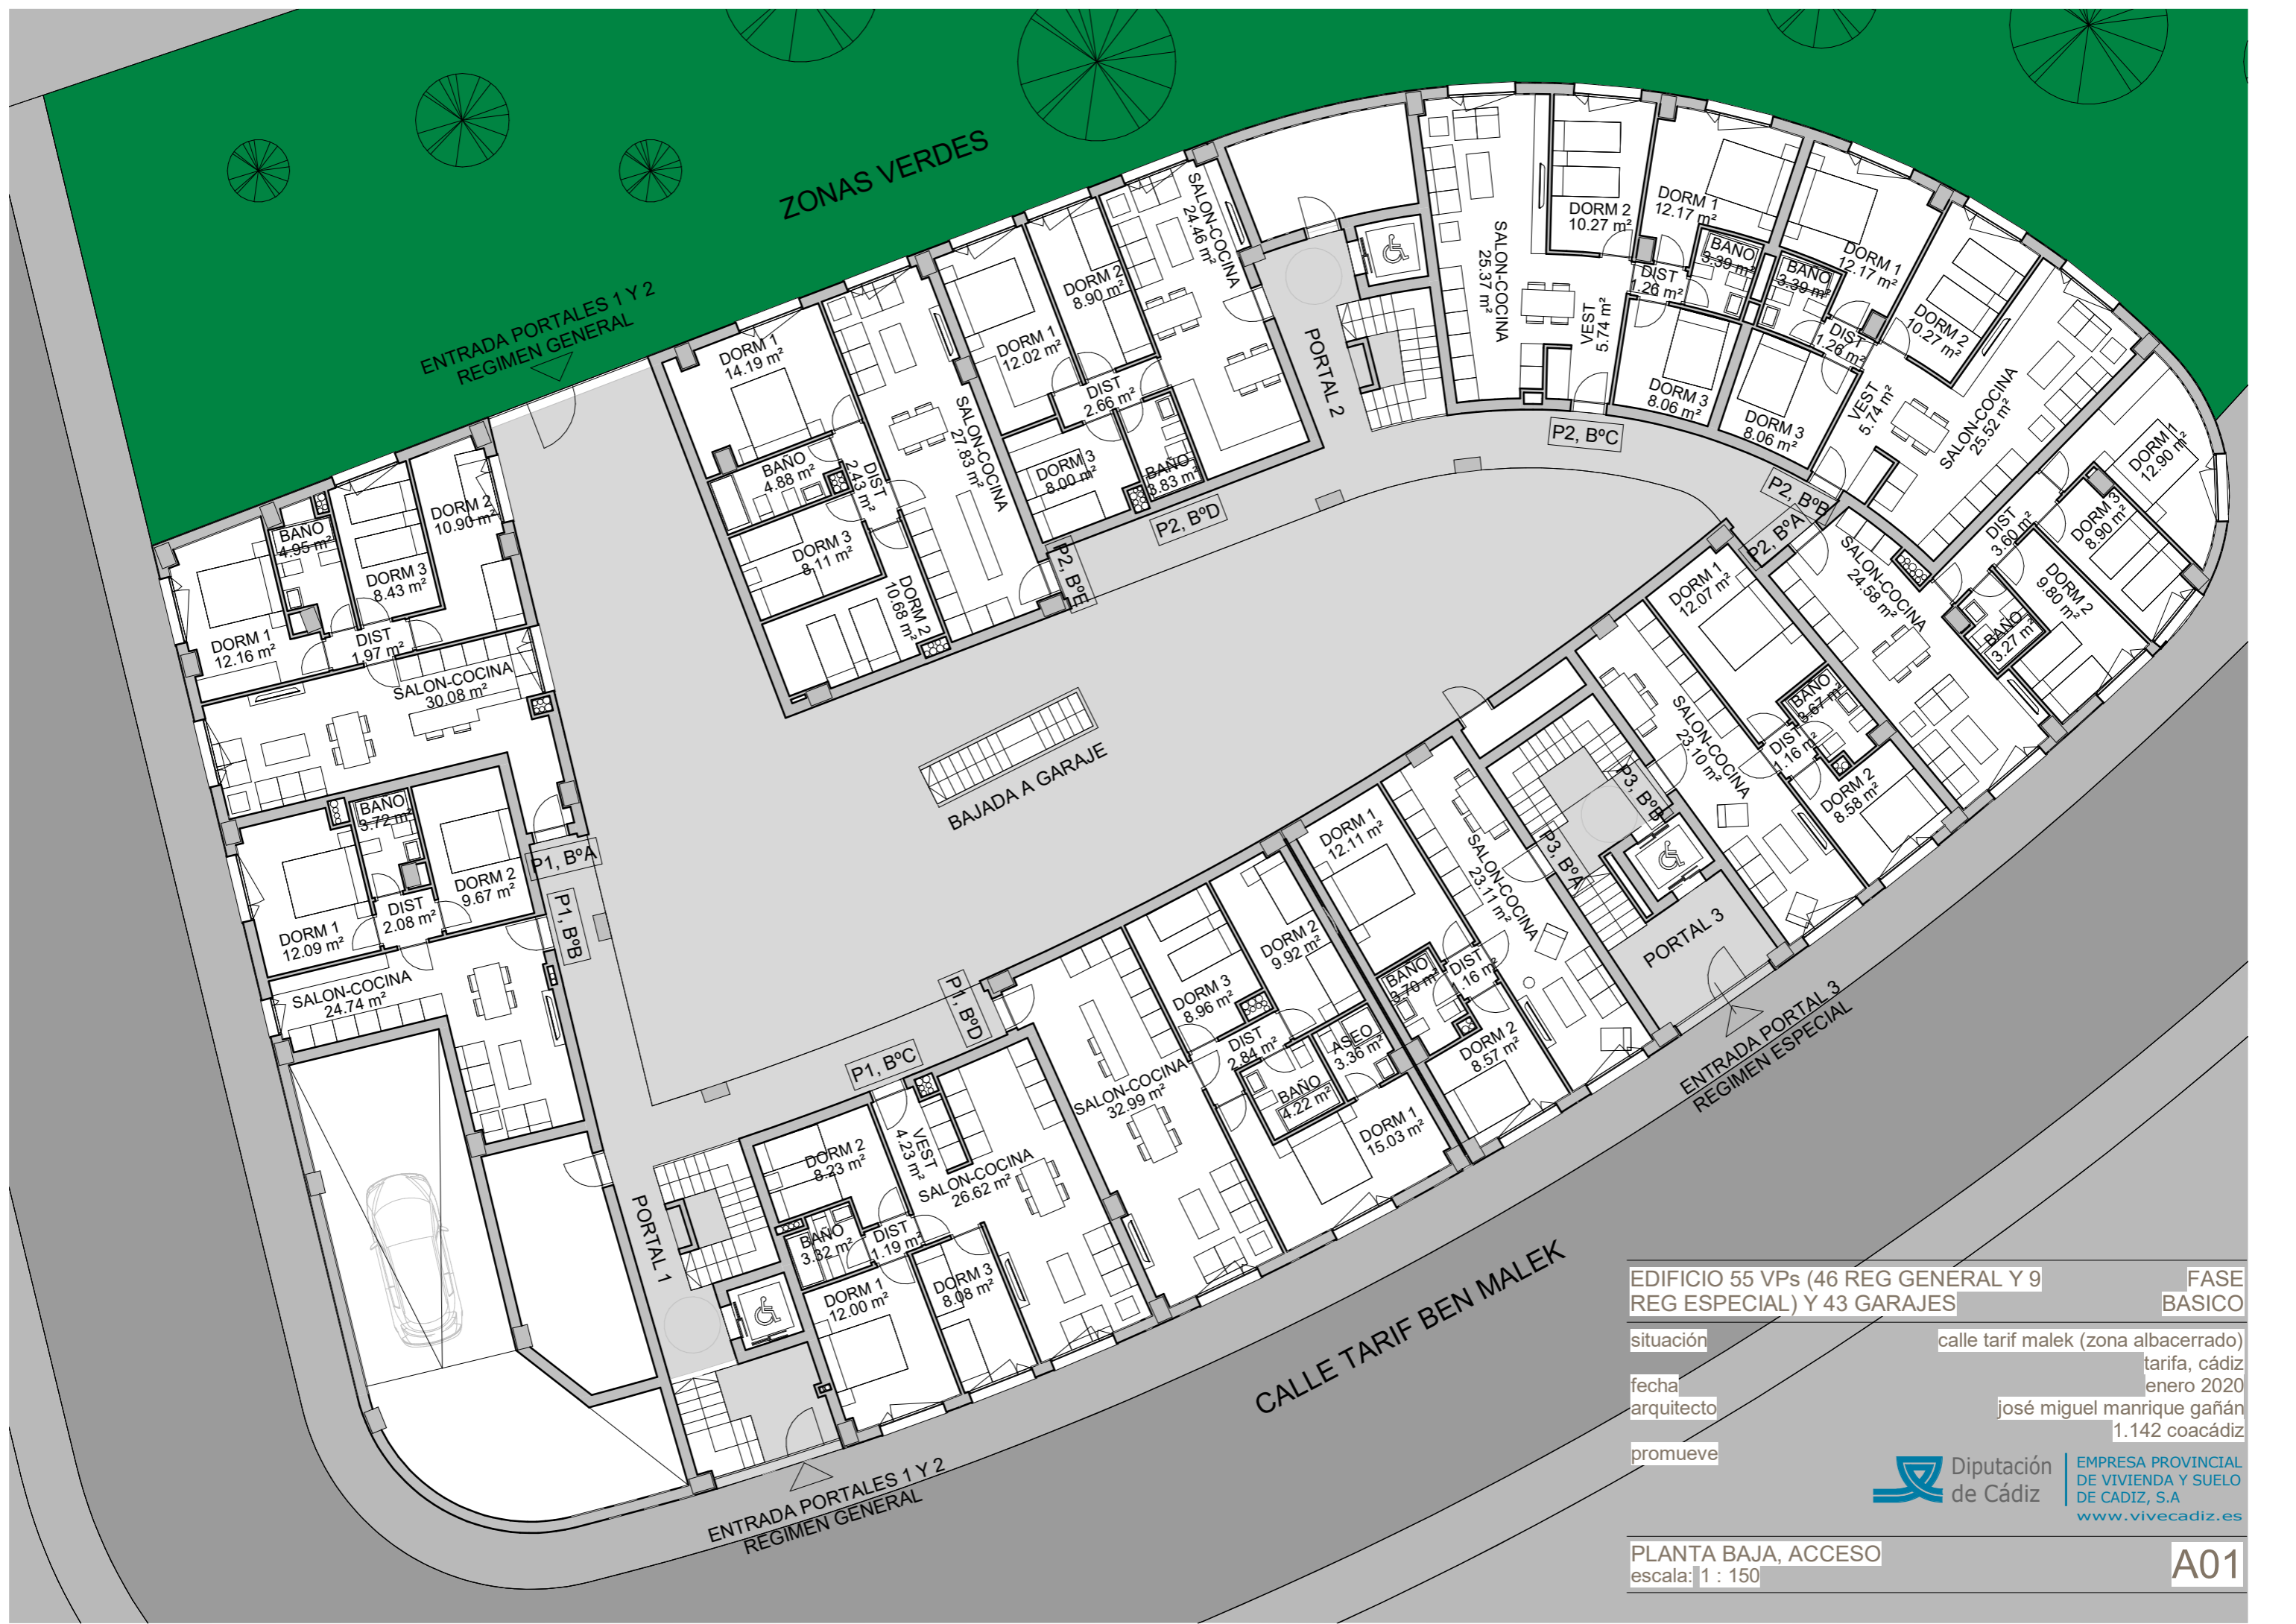 ZONAS VERDES
ENTRADA PORTALES 1 Y 2
REGIMEN GENERAL
DORM 1
12.16 m²
BAÑO
4.95 m²
DORM 3
8.43 m²
DORM 2
10.90 m²
DIST
1.97 m²
SALON-COCINA
30.08 m²
P1, BºA
DORM 1
12.09 m²
BAÑO
3.72 m²
DORM 2
9.67 m²
DIST
2.08 m²
SALON-COCINA
24.74 m²
P1, BºB
DORM 1
14.19 m²
BAÑO
4.88 m²
DIST
2.43 m²
SALON-COCINA
27.83 m²
DORM 3
8.11 m²
DORM 2
10.68 m²
P2, BºE
DORM 1
12.02 m²
DORM 2
8.90 m²
SALON-COCINA
24.46 m²
DIST
2.66 m²
DORM 3
8.00 m²
BAÑO
3.83 m²
P2, BºD
PORTAL 2
SALON-COCINA
25.37 m²
DORM 2
10.27 m²
DORM 1
12.17 m²
BAÑO
3.39 m²
DIST
1.26 m²
VEST
5.74 m²
DORM 3
8.06 m²
P2, BºC
DORM 1
12.17 m²
BAÑO
3.39 m²
DIST
1.26 m²
DORM 2
10.27 m²
DORM 3
8.06 m²
VEST
5.74 m²
SALON-COCINA
25.52 m²
P2, BºB
P2, BºA
DORM 1
12.90 m²
DORM 3
8.90 m²
DIST
3.60 m²
DORM 2
9.80 m²
BAÑO
3.27 m²
SALON-COCINA
24.58 m²
DORM 1
12.07 m²
BAÑO
3.67 m²
DIST
1.16 m²
DORM 2
8.58 m²
SALON-COCINA
23.10 m²
P3, BºB
P3, BºA
BAJADA A GARAJE
DORM 1
12.11 m²
SALON-COCINA
23.11 m²
BAÑO
3.70 m²
DIST
1.16 m²
DORM 2
8.57 m²
PORTAL 3
ENTRADA PORTAL 3
REGIMEN ESPECIAL
P1, BºD
DORM 2
9.92 m²
DORM 3
8.96 m²
DIST
2.84 m²
ASEO
3.36 m²
BAÑO
4.22 m²
SALON-COCINA
32.99 m²
DORM 1
15.03 m²
P1, BºC
DORM 2
8.23 m²
VEST
4.23 m²
SALON-COCINA
26.62 m²
BAÑO
3.82 m²
DIST
1.19 m²
DORM 1
12.00 m²
DORM 3
8.08 m²
PORTAL 1
ENTRADA PORTALES 1 Y 2
REGIMEN GENERAL
CALLE TARIF BEN MALEK
EDIFICIO 55 VPs (46 REG GENERAL Y 9 FASE
REG ESPECIAL) Y 43 GARAJES BASICO
situación calle tarif malek (zona albacerrado)
tarifa, cádiz
fecha enero 2020
arquitecto josé miguel manrique gañán
1.142 coacádiz
promueve
Diputación
de Cádiz
EMPRESA PROVINCIAL
DE VIVIENDA Y SUELO
DE CADIZ, S.A
www.vivecadiz.es
PLANTA BAJA, ACCESO
escala: 1 : 150
A01